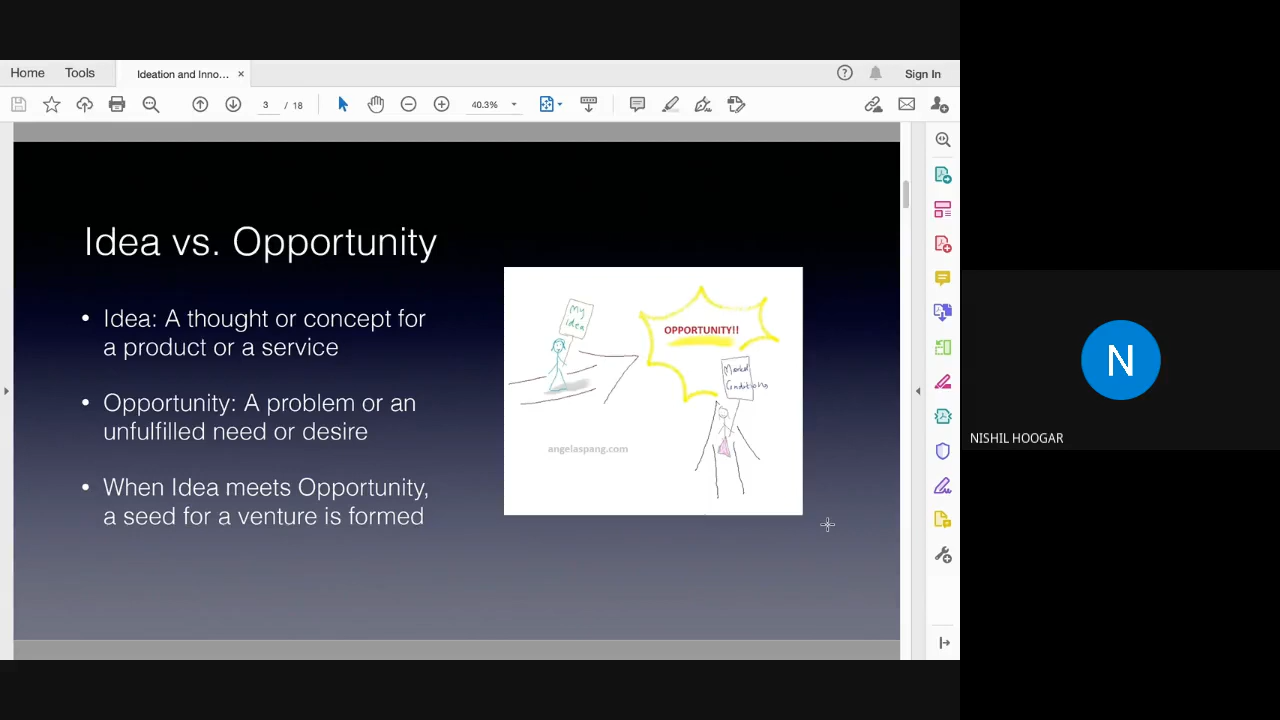 Home
Tools
Ideation and Inno...
×
Sign In
3 / 18
40.3%
Idea vs. Opportunity
• Idea: A thought or concept for
a product or a service
• Opportunity: A problem or an
unfulfilled need or desire
• When Idea meets Opportunity,
a seed for a venture is formed
My
idea
OPPORTUNITY!!
Market
Conditions
angelaspang.com
N
NISHIL HOOGAR